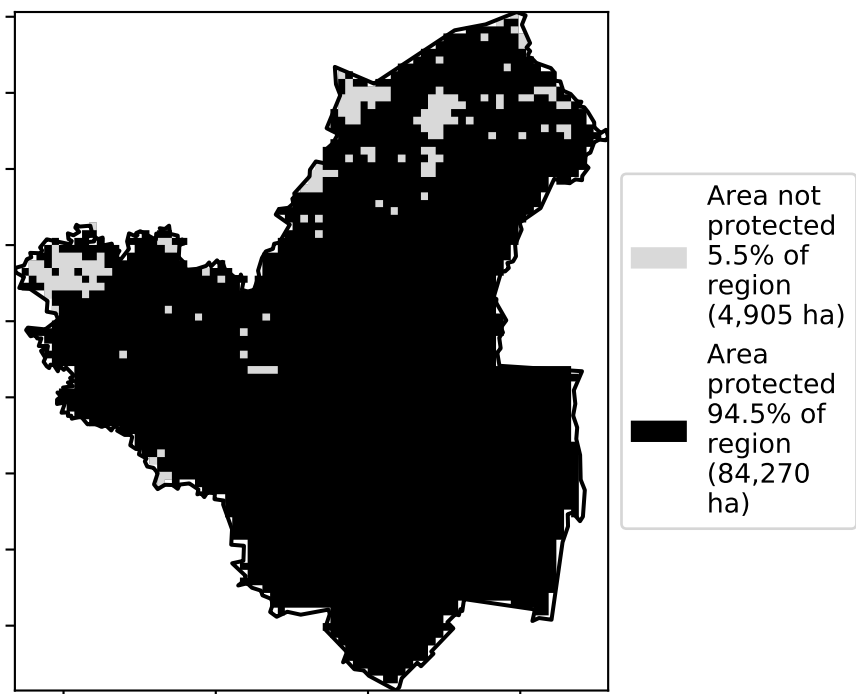 Area not
protected
5.5% of
region
(4,905 ha)
Area
protected
94.5% of
region
(84,270
ha)